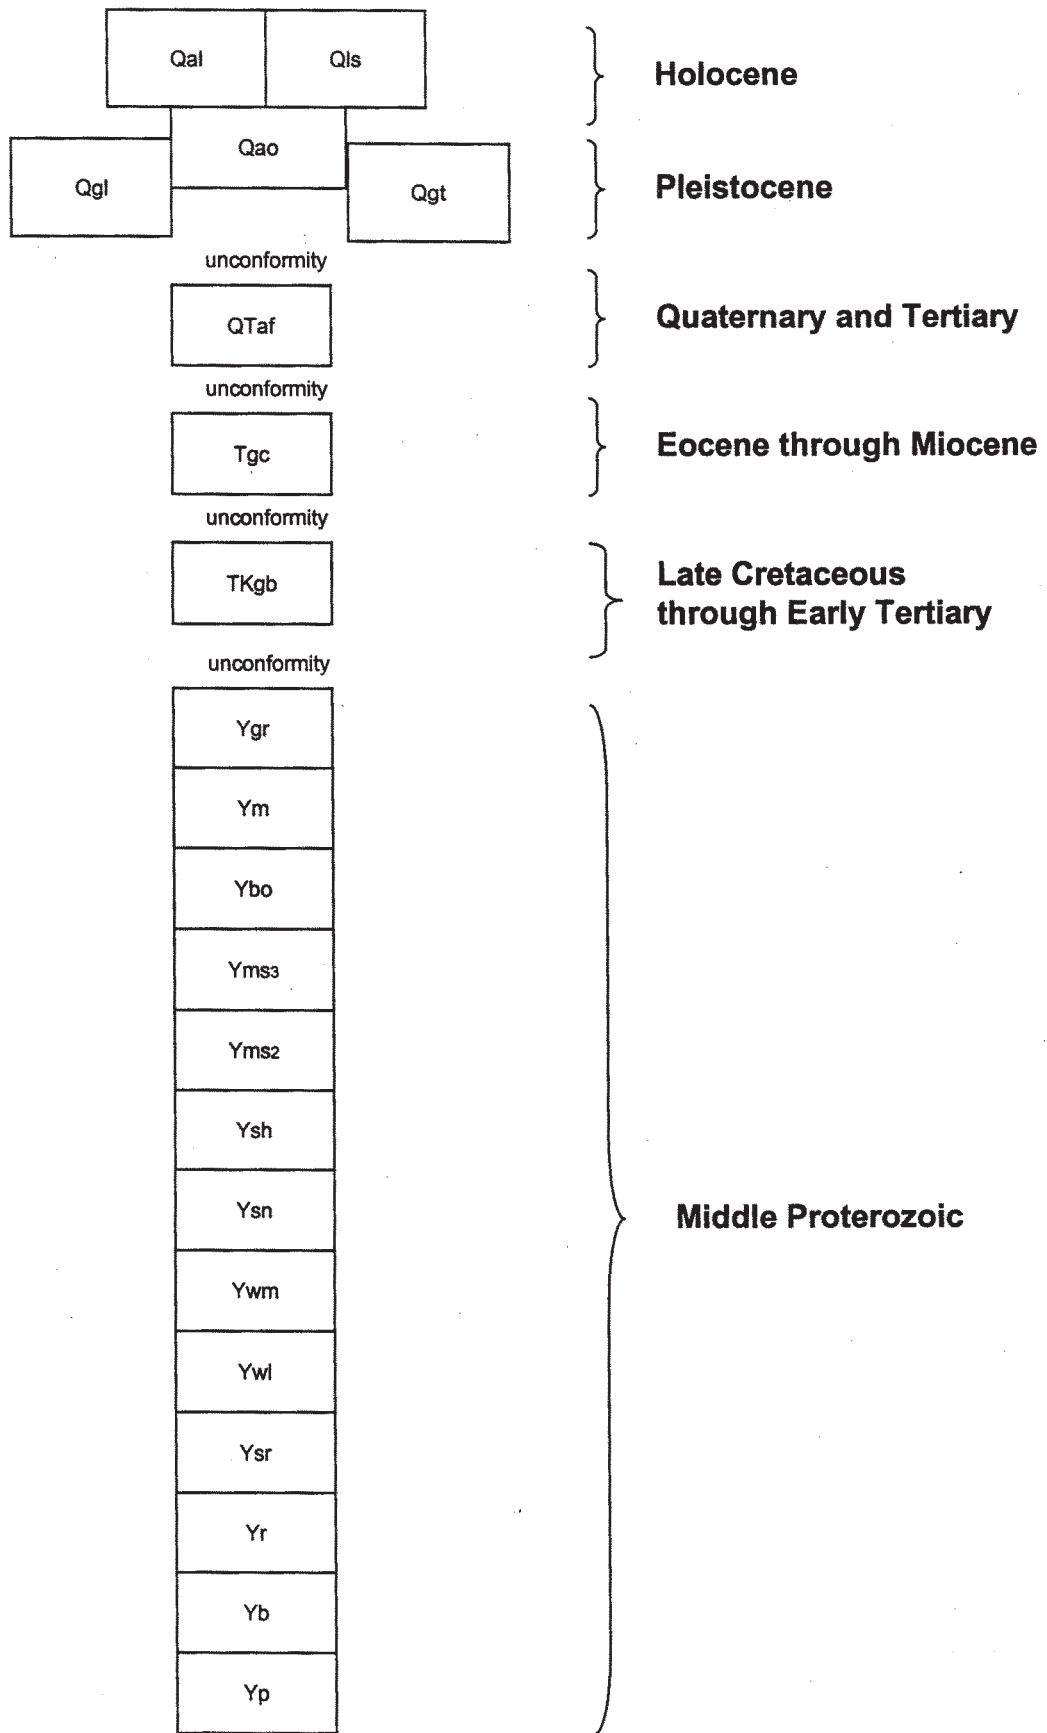 Qal
Qls
Holocene
Qao
Qgl
Qgt
Pleistocene
unconformity
QTaf
Quaternary and Tertiary
unconformity
Tgc
Eocene through Miocene
unconformity
TKgb
Late Cretaceous
through Early Tertiary
unconformity
Ygr
Ym
Ybo
Yms3
Yms2
Ysh
Ysn
Ywm
Middle Proterozoic
Ywl
Ysr
Yr
Yb
Yp